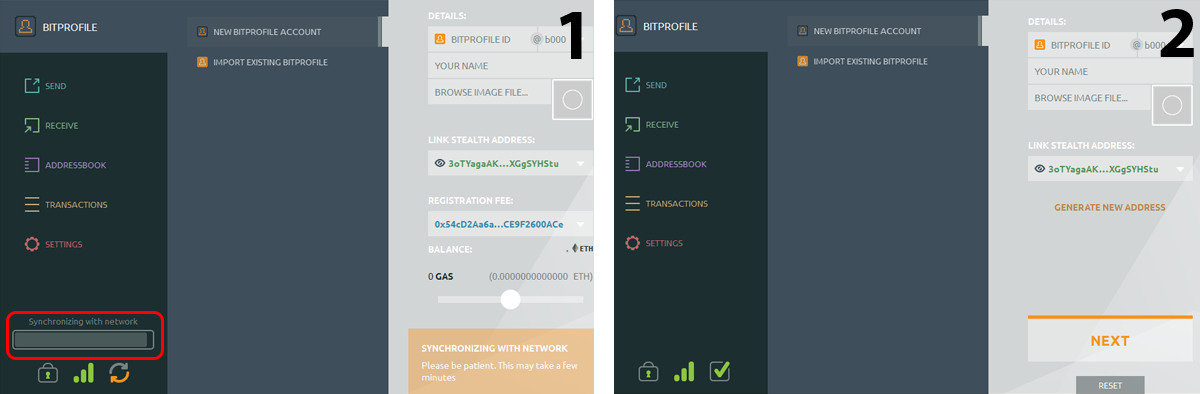 BITPROFILE
SEND
RECEIVE
ADDRESSBOOK
TRANSACTIONS
SETTINGS
Synchronizing with network
NEW BITPROFILE ACCOUNT
IMPORT EXISTING BITPROFILE
1
DETAILS:
BITPROFILE ID @ b000
YOUR NAME
BROWSE IMAGE FILE...
LINK STEALTH ADDRESS:
3oTYagaAK...XGgSYHStu
REGISTRATION FEE:
0x54cD2Aa6a...CE9F2600ACe
BALANCE: . ETH
0 GAS (0.0000000000000 ETH)
SYNCHRONIZING WITH NETWORK
Please be patient. This may take a few
minutes
BITPROFILE
SEND
RECEIVE
ADDRESSBOOK
TRANSACTIONS
SETTINGS
NEW BITPROFILE ACCOUNT
IMPORT EXISTING BITPROFILE
2
DETAILS:
BITPROFILE ID @ b000
YOUR NAME
BROWSE IMAGE FILE...
LINK STEALTH ADDRESS:
3oTYagaAK...XGgSYHStu
GENERATE NEW ADDRESS
NEXT
RESET